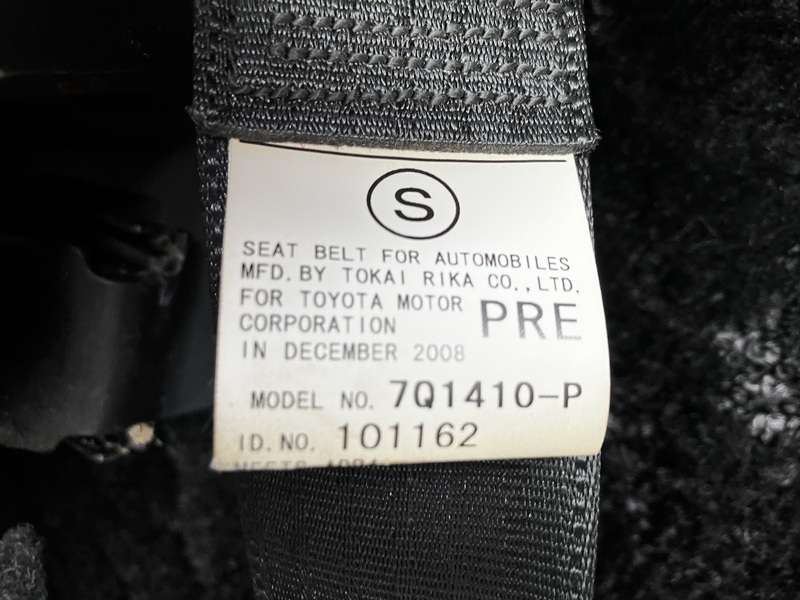 S
SEAT BELT FOR AUTOMOBILES
MFD. BY TOKAI RIKA CO., LTD.
FOR TOYOTA MOTOR
CORPORATION
PRE
IN DECEMBER 2008
MODEL NO. 7Q1410-P
ID. NO. 101162
MEETS